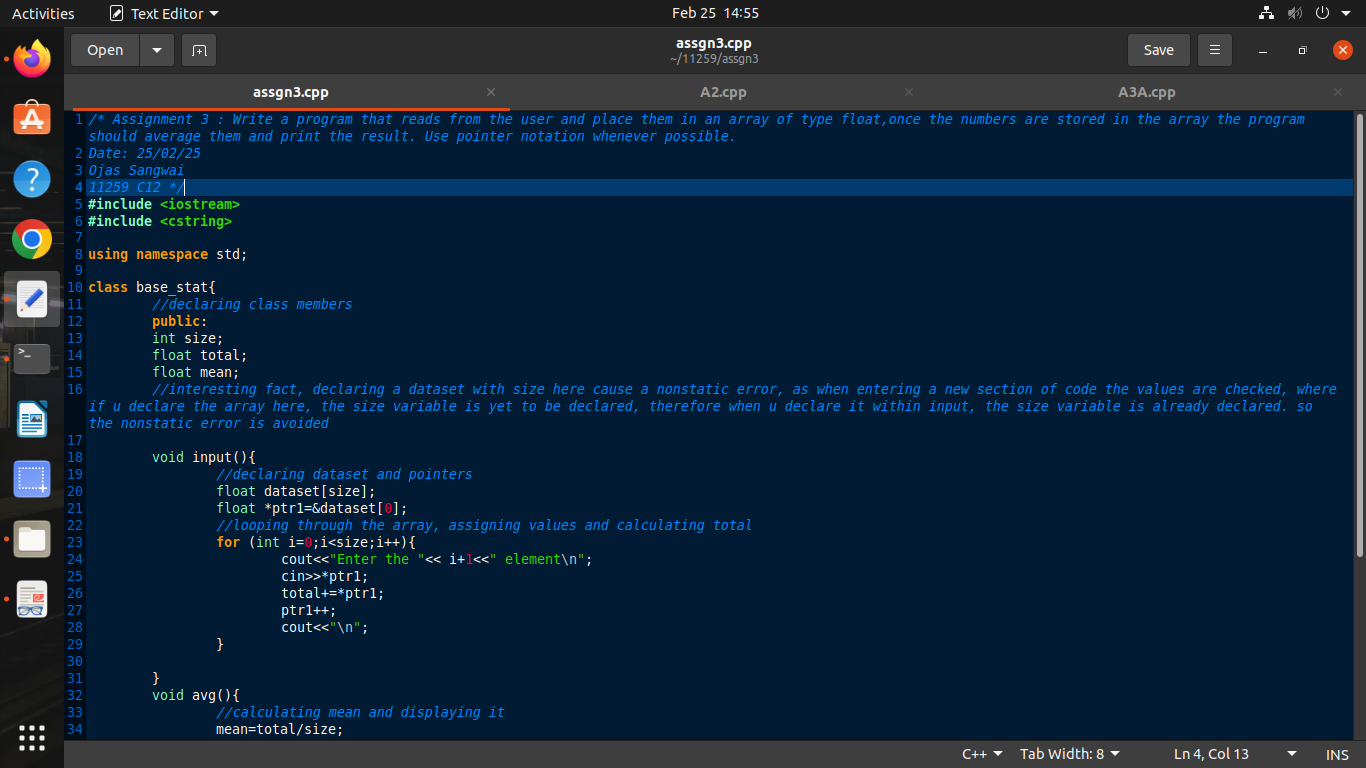 Activities Text Editor Feb 25 14:55
Open assgn3.cpp Save
~/11259/assgn3
assgn3.cpp A2.cpp A3A.cpp
1 /* Assignment 3 : Write a program that reads from the user and place them in an array of type float,once the numbers are stored in the array the program
should average them and print the result. Use pointer notation whenever possible.
2 Date: 25/02/25
3 Ojas Sangwai
4 11259 C12 */
5 #include <iostream>
6 #include <cstring>
7
8 using namespace std;
9
10 class base_stat{
11 //declaring class members
12 public:
13 int size;
14 float total;
15 float mean;
16 //interesting fact, declaring a dataset with size here cause a nonstatic error, as when entering a new section of code the values are checked, where
if u declare the array here, the size variable is yet to be declared, therefore when u declare it within input, the size variable is already declared. so
the nonstatic error is avoided
17
18 void input(){
19 //declaring dataset and pointers
20 float dataset[size];
21 float *ptr1=&dataset[0];
22 //looping through the array, assigning values and calculating total
23 for (int i=0;i<size;i++){
24 cout<<"Enter the "<< i+1<<" element\n";
25 cin>>*ptr1;
26 total+=*ptr1;
27 ptr1++;
28 cout<<"\n";
29 }
30
31 }
32 void avg(){
33 //calculating mean and displaying it
34 mean=total/size;
C++ Tab Width: 8 Ln 4, Col 13 INS